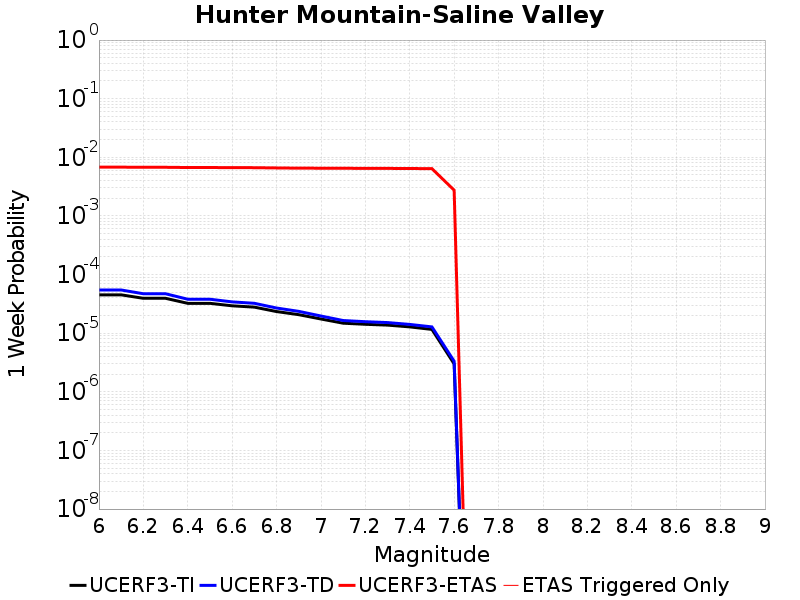 Hunter Mountain-Saline Valley
10^0
10^-1
10^-2
10^-3
10^-4
10^-5
10^-6
10^-7
10^-8
1 Week Probability
6 6.2 6.4 6.6 6.8 7 7.2 7.4 7.6 7.8 8 8.2 8.4 8.6 8.8 9
Magnitude
UCERF3-TI UCERF3-TD UCERF3-ETAS ETAS Triggered Only